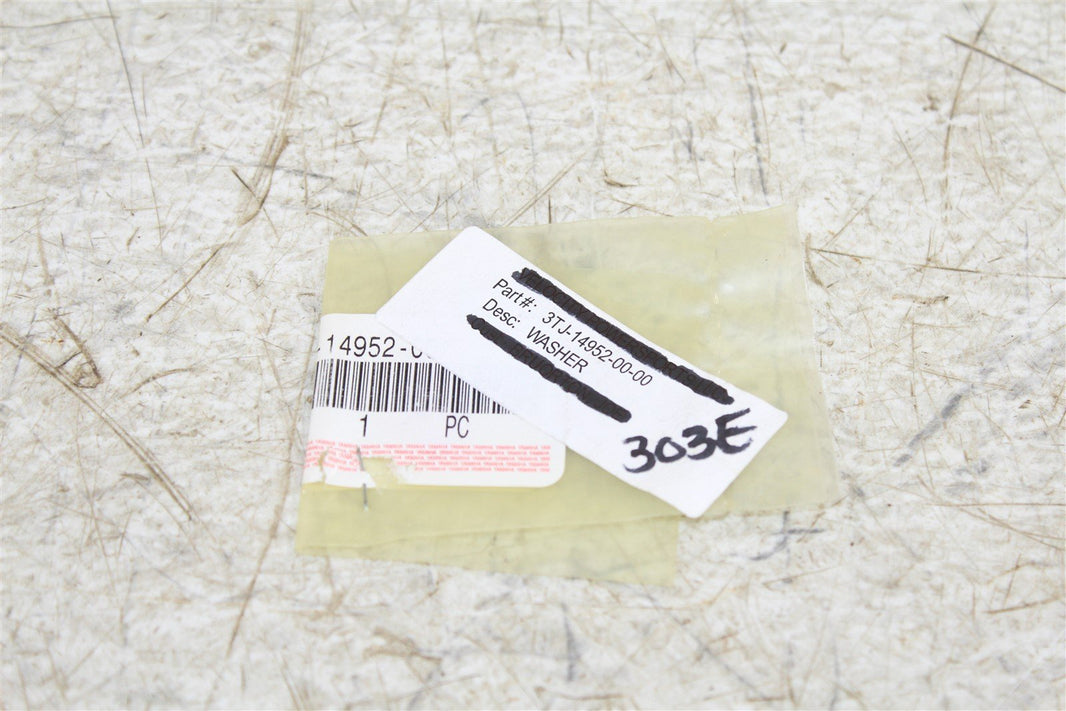 Part#: 3TJ-14952-00-00
Desc: WASHER
303E
-14952-0
1 PC